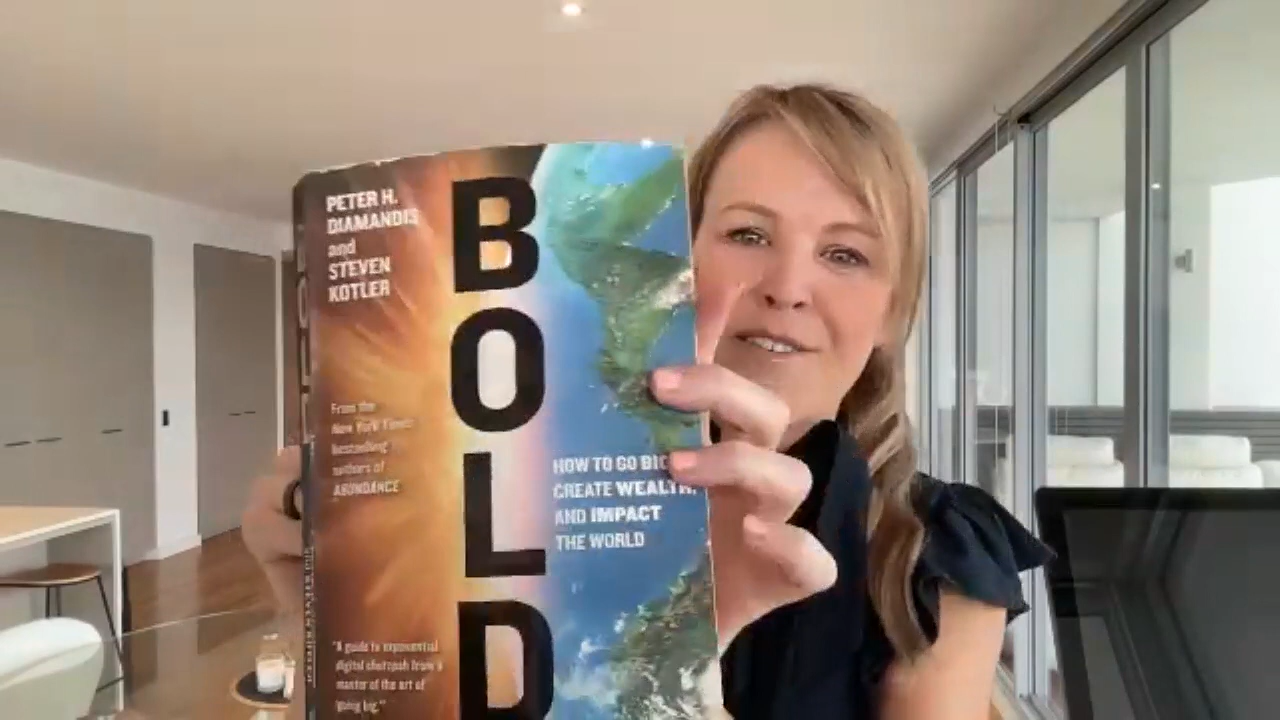 PETER H.
DIAMANDIS
and
STEVEN
KOTLER
BOLD
From the
New York Times
bestselling
authors of
ABUNDANCE
HOW TO GO BIG
CREATE WEALTH,
AND IMPACT
THE WORLD
"A guide to exponential
digital chutzpah from a
master of the art of
'going big.'"